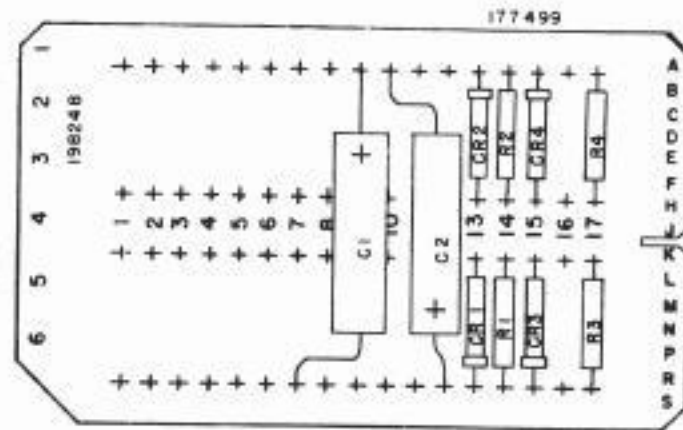 177499
198248
1
2
3
4
5
6
A
B
C
D
E
F
H
J
K
L
M
N
P
R
S
1 2 3 4 5 6 7 8 10 13 14 15 16 17
+ C1
C2 +
CR2 R2 CR4 R4
CR1 R1 CR3 R3